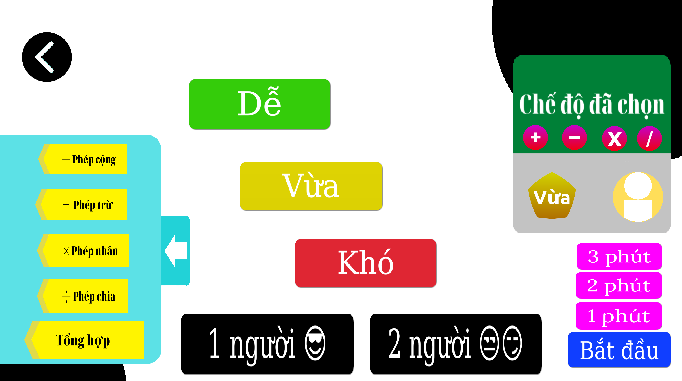 Dễ
Vừa
Khó
1 người 😎
2 người 😒😏
− Phép cộng
− Phép trừ
× Phép nhân
÷ Phép chia
Tổng hợp
Chế độ đã chọn
+ − X /
Vừa
3 phút
2 phút
1 phút
Bắt đầu